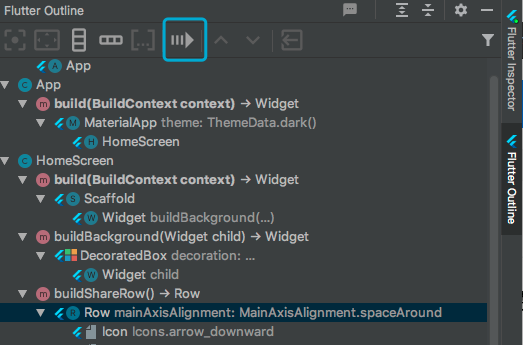 Flutter Outline
App
C App
m build(BuildContext context) → Widget
M MaterialApp theme: ThemeData.dark()
H HomeScreen
C HomeScreen
m build(BuildContext context) → Widget
S Scaffold
W Widget buildBackground(...)
m buildBackground(Widget child) → Widget
DecoratedBox decoration: ...
W Widget child
m buildShareRow() → Row
R Row mainAxisAlignment: MainAxisAlignment.spaceAround
Icon Icons.arrow_downward
Flutter Inspector
Flutter Outline